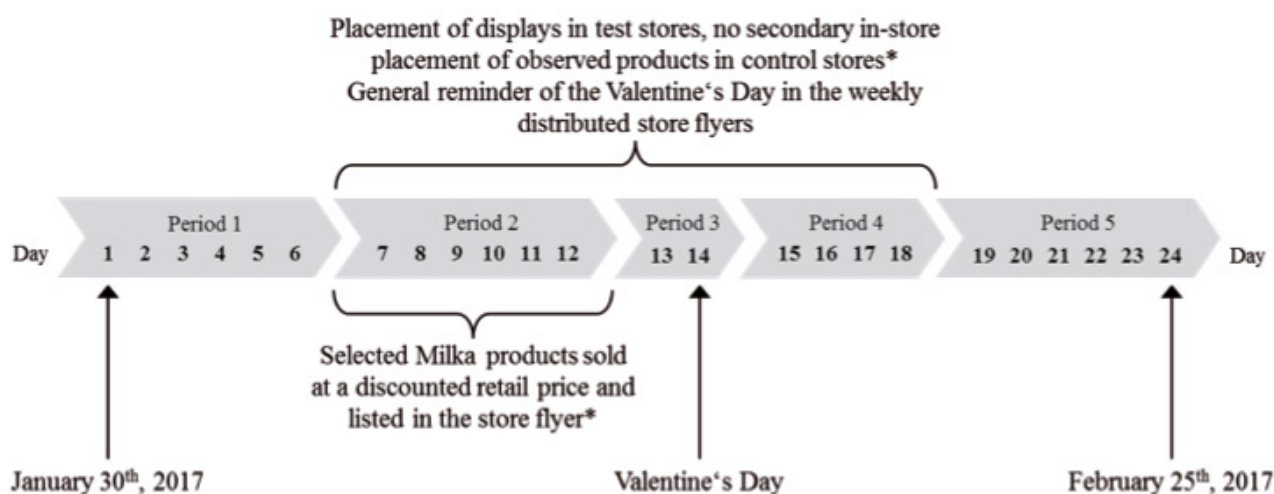 Placement of displays in test stores, no secondary in-store
placement of observed products in control stores*
General reminder of the Valentine‘s Day in the weekly
distributed store flyers
Period 1
Period 2
Period 3
Period 4
Period 5
Day
1 2 3 4 5 6
7 8 9 10 11 12
13 14
15 16 17 18
19 20 21 22 23 24
Day
Selected Milka products sold
at a discounted retail price and
listed in the store flyer*
January 30th, 2017
Valentine‘s Day
February 25th, 2017